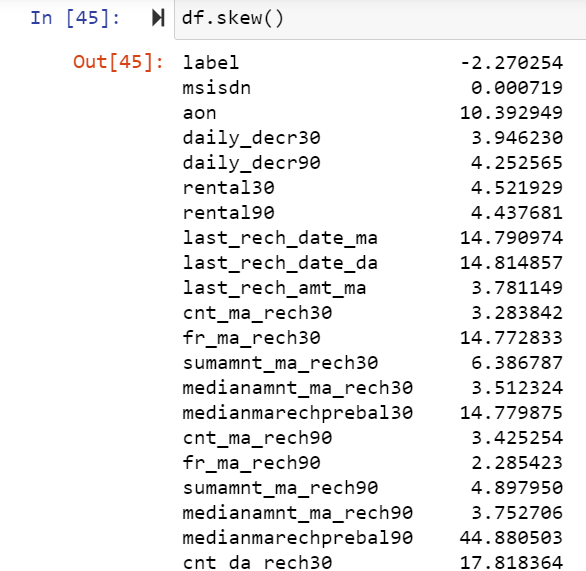 In [45]: df.skew()
Out[45]: label -2.270254
msisdn 0.000719
aon 10.392949
daily_decr30 3.946230
daily_decr90 4.252565
rental30 4.521929
rental90 4.437681
last_rech_date_ma 14.790974
last_rech_date_da 14.814857
last_rech_amt_ma 3.781149
cnt_ma_rech30 3.283842
fr_ma_rech30 14.772833
sumamnt_ma_rech30 6.386787
medianamnt_ma_rech30 3.512324
medianmarechprebal30 14.779875
cnt_ma_rech90 3.425254
fr_ma_rech90 2.285423
sumamnt_ma_rech90 4.897950
medianamnt_ma_rech90 3.752706
medianmarechprebal90 44.880503
cnt_da_rech30 17.818364